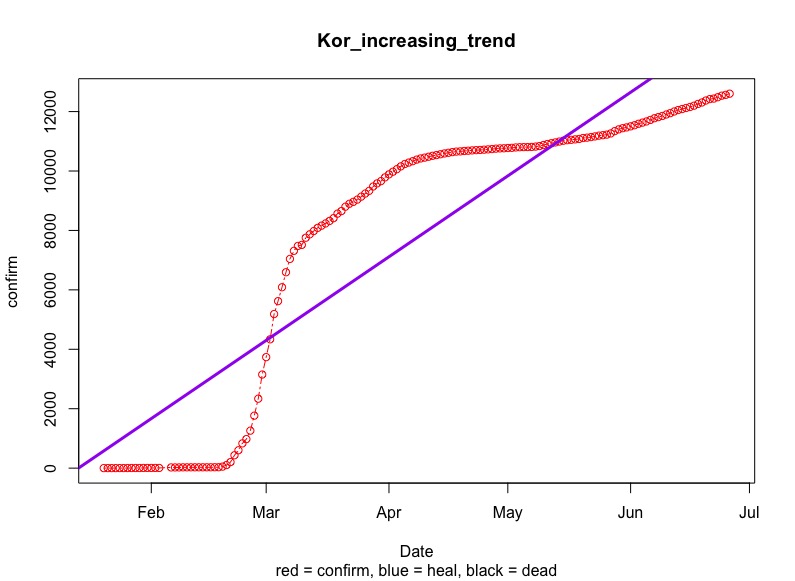 Kor_increasing_trend
confirm
12000
10000
8000
6000
4000
2000
0
Feb Mar Apr May Jun Jul
Date
red = confirm, blue = heal, black = dead